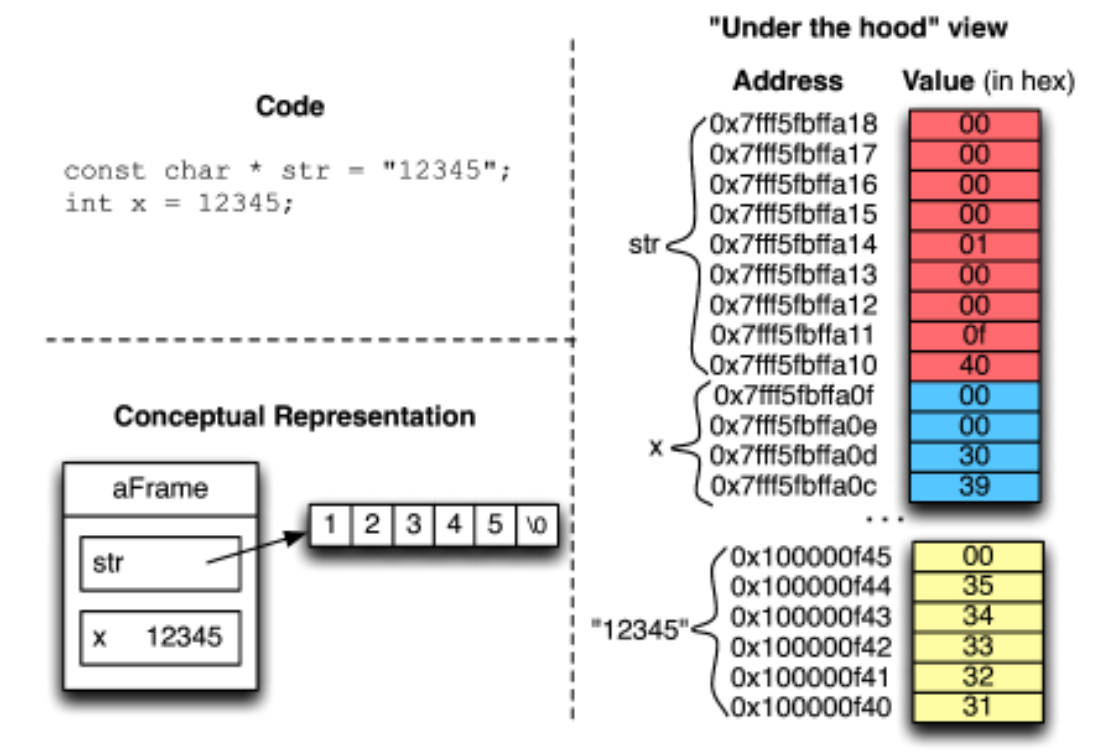 Code
const char * str = "12345";
int x = 12345;
Conceptual Representation
aFrame
str
x 12345
1 2 3 4 5 \0
"Under the hood" view
Address Value (in hex)
0x7fff5fbffa18 00
0x7fff5fbffa17 00
0x7fff5fbffa16 00
0x7fff5fbffa15 00
str 0x7fff5fbffa14 01
0x7fff5fbffa13 00
0x7fff5fbffa12 00
0x7fff5fbffa11 0f
0x7fff5fbffa10 40
0x7fff5fbffa0f 00
0x7fff5fbffa0e 00
x 0x7fff5fbffa0d 30
0x7fff5fbffa0c 39
...
0x100000f45 00
0x100000f44 35
"12345" 0x100000f43 34
0x100000f42 33
0x100000f41 32
0x100000f40 31